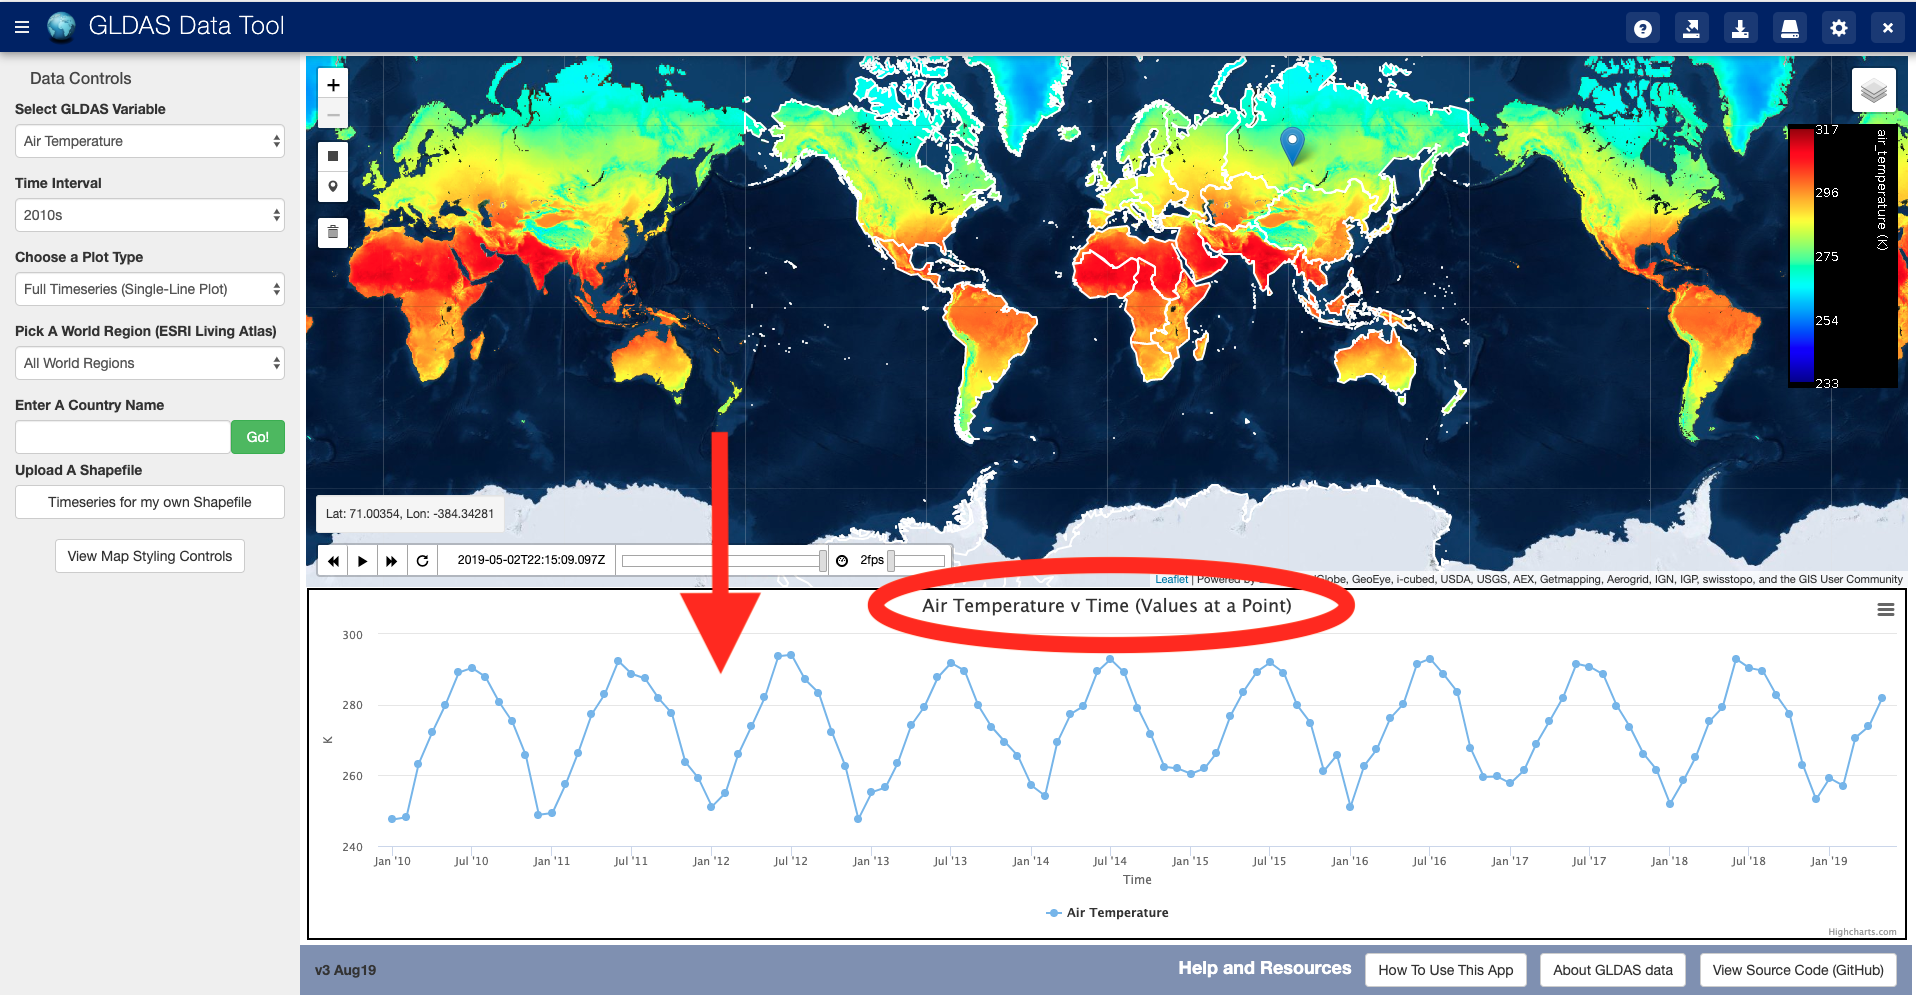 GLDAS Data Tool
Data Controls
Select GLDAS Variable
Air Temperature
Time Interval
2010s
Choose a Plot Type
Full Timeseries (Single-Line Plot)
Pick A World Region (ESRI Living Atlas)
All World Regions
Enter A Country Name
Go!
Upload A Shapefile
Timeseries for my own Shapefile
View Map Styling Controls
+
−
317
296
275
254
233
air_temperature (K)
Lat: 71.00354, Lon: -384.34281
2019-05-02T22:15:09.097Z
2fps
Leaflet | Powered by
GeoEye, i-cubed, USDA, USGS, AEX, Getmapping, Aerogrid, IGN, IGP, swisstopo, and the GIS User Community
Air Temperature v Time (Values at a Point)
300
280
260
240
K
Jan '10 Jul '10 Jan '11 Jul '11 Jan '12 Jul '12 Jan '13 Jul '13 Jan '14 Jul '14 Jan '15 Jul '15 Jan '16 Jul '16 Jan '17 Jul '17 Jan '18 Jul '18 Jan '19
Time
Air Temperature
Highcharts.com
v3 Aug19
Help and Resources
How To Use This App
About GLDAS data
View Source Code (GitHub)